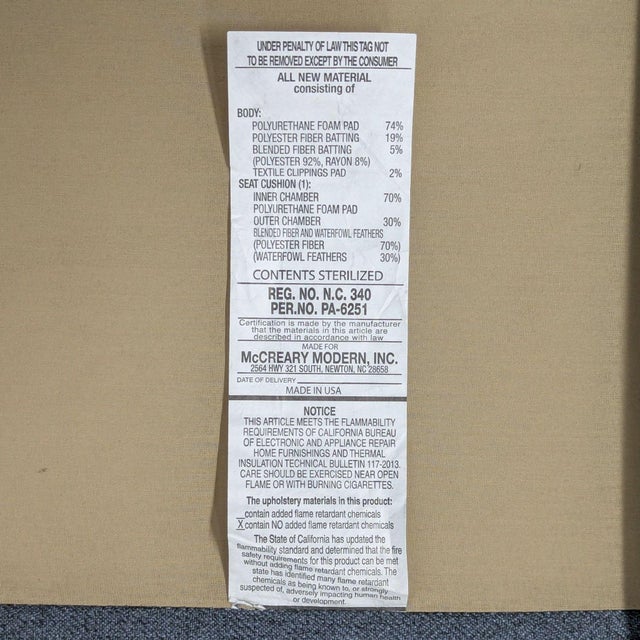 UNDER PENALTY OF LAW THIS TAG NOT
TO BE REMOVED EXCEPT BY THE CONSUMER
ALL NEW MATERIAL
consisting of
BODY:
POLYURETHANE FOAM PAD 74%
POLYESTER FIBER BATTING 19%
BLENDED FIBER BATTING 5%
(POLYESTER 92%, RAYON 8%)
TEXTILE CLIPPINGS PAD 2%
SEAT CUSHION (1):
INNER CHAMBER 70%
POLYURETHANE FOAM PAD
OUTER CHAMBER 30%
BLENDED FIBER AND WATERFOWL FEATHERS
(POLYESTER FIBER 70%)
(WATERFOWL FEATHERS 30%)
CONTENTS STERILIZED
REG. NO. N.C. 340
PER.NO. PA-6251
Certification is made by the manufacturer
that the materials in this article are
described in accordance with law
MADE FOR
McCREARY MODERN, INC.
2564 HWY 321 SOUTH, NEWTON, NC 28658
DATE OF DELIVERY
MADE IN USA
NOTICE
THIS ARTICLE MEETS THE FLAMMABILITY
REQUIREMENTS OF CALIFORNIA BUREAU
OF ELECTRONIC AND APPLIANCE REPAIR
HOME FURNISHINGS AND THERMAL
INSULATION TECHNICAL BULLETIN 117-2013.
CARE SHOULD BE EXERCISED NEAR OPEN
FLAME OR WITH BURNING CIGARETTES.
The upholstery materials in this product:
_contain added flame retardant chemicals
X contain NO added flame retardant chemicals
The State of California has updated the
flammability standard and determined that the fire
safety requirements for this product can be met
without adding flame retardant chemicals. The
state has identified many flame retardant
chemicals as being known to, or strongly
suspected of, adversely impacting human health
or development.